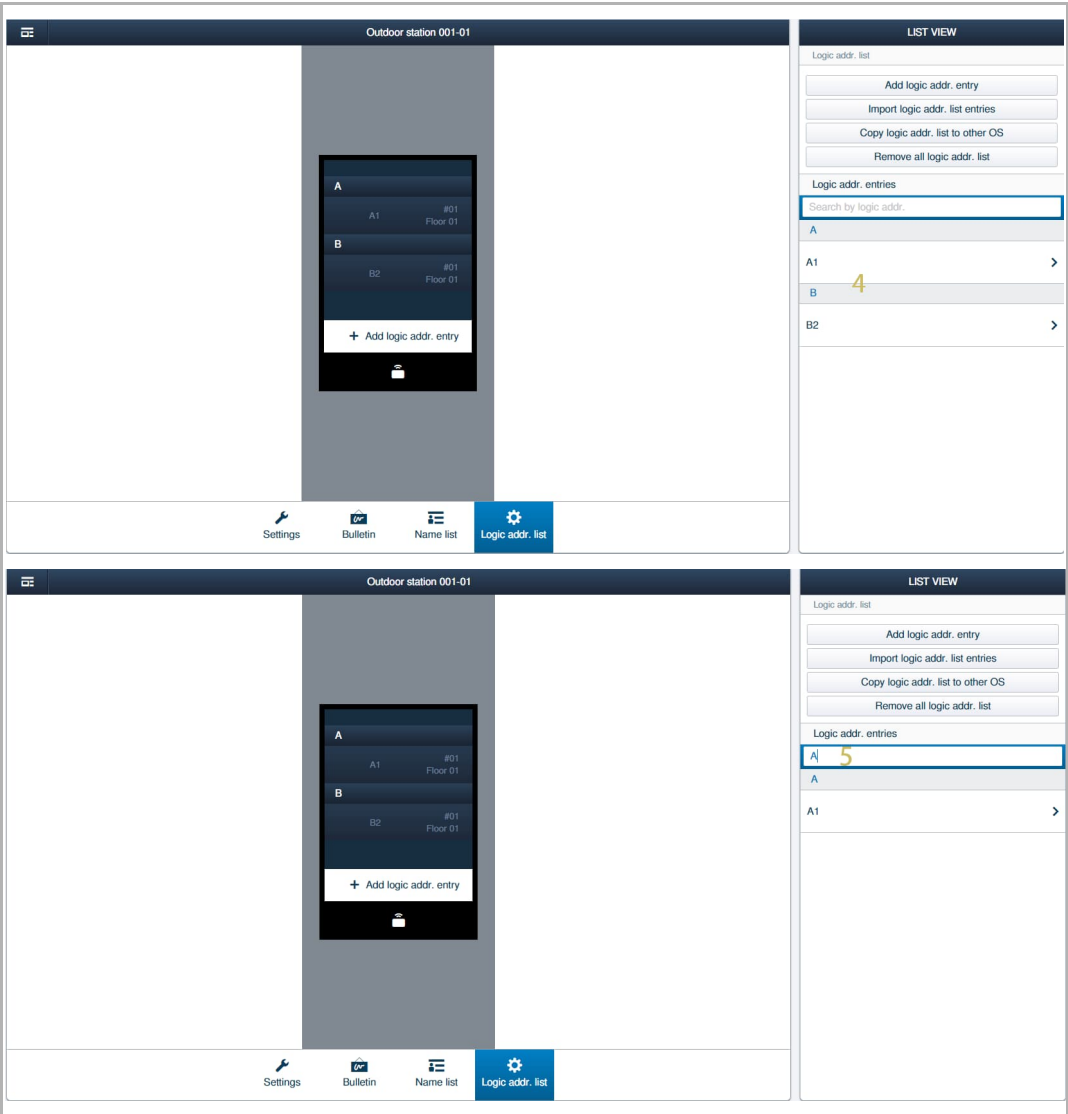 Outdoor station 001-01
A
A1 #01
Floor 01
B
B2 #01
Floor 01
+ Add logic addr. entry
Settings
Bulletin
Name list
Logic addr. list
LIST VIEW
Logic addr. list
Add logic addr. entry
Import logic addr. list entries
Copy logic addr. list to other OS
Remove all logic addr. list
Logic addr. entries
Search by logic addr.
A
A1
4
B
B2
Outdoor station 001-01
A
A1 #01
Floor 01
B
B2 #01
Floor 01
+ Add logic addr. entry
Settings
Bulletin
Name list
Logic addr. list
LIST VIEW
Logic addr. list
Add logic addr. entry
Import logic addr. list entries
Copy logic addr. list to other OS
Remove all logic addr. list
Logic addr. entries
A 5
A
A1